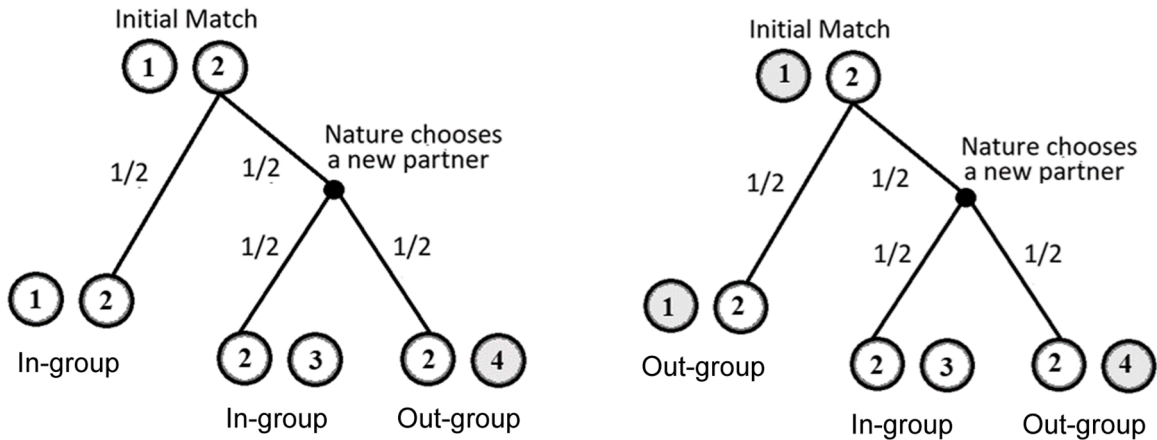 Initial Match
1 2
Nature chooses
a new partner
1/2
1/2
1/2
1/2
1 2
In-group
2 3
In-group
2 4
Out-group
Initial Match
1 2
Nature chooses
a new partner
1/2
1/2
1/2
1/2
1 2
Out-group
2 3
In-group
2 4
Out-group